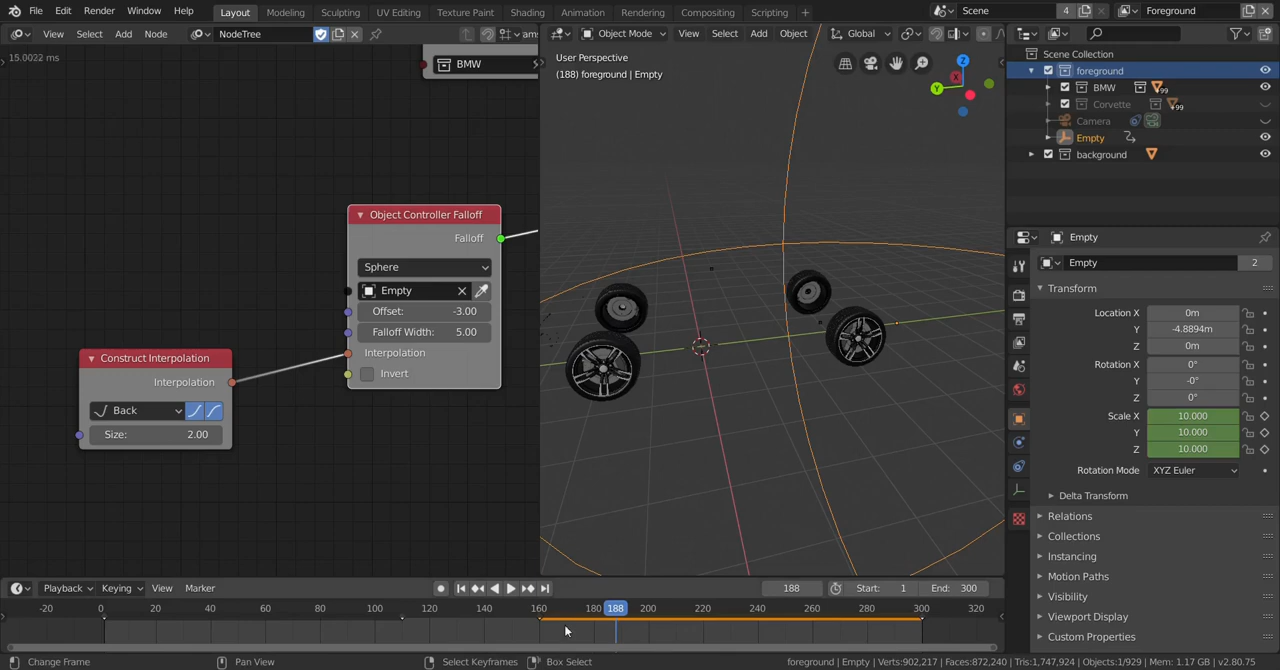 File Edit Render Window Help Layout Modeling Sculpting UV Editing Texture Paint Shading Animation Rendering Compositing Scripting + Scene 4 Foreground
View Select Add Node NodeTree
Object Mode View Select Add Object Global
15.0022 ms
BMW
Object Controller Falloff
Falloff
Sphere
Empty
Offset: -3.00
Falloff Width: 5.00
Interpolation
Invert
Construct Interpolation
Interpolation
Back
Size: 2.00
User Perspective
(188) foreground | Empty
Z
X
Y
Scene Collection
foreground
BMW 99
Corvette 99
Camera
Empty
background
Empty
Empty 2
Transform
Location X 0m
Y -4.8894m
Z 0m
Rotation X 0°
Y -0°
Z 0°
Scale X 10.000
Y 10.000
Z 10.000
Rotation Mode XYZ Euler
Delta Transform
Relations
Collections
Instancing
Motion Paths
Visibility
Viewport Display
Custom Properties
Playback Keying View Marker 188 Start: 1 End: 300
-20 0 20 40 60 80 100 120 140 160 180 188 200 220 240 260 280 300 320
Change Frame Pan View Select Keyframes Box Select foreground | Empty | Verts:902,217 | Faces:872,240 | Tris:1,747,924 | Objects:1/929 | Mem: 1.17 GB | v2.80.75